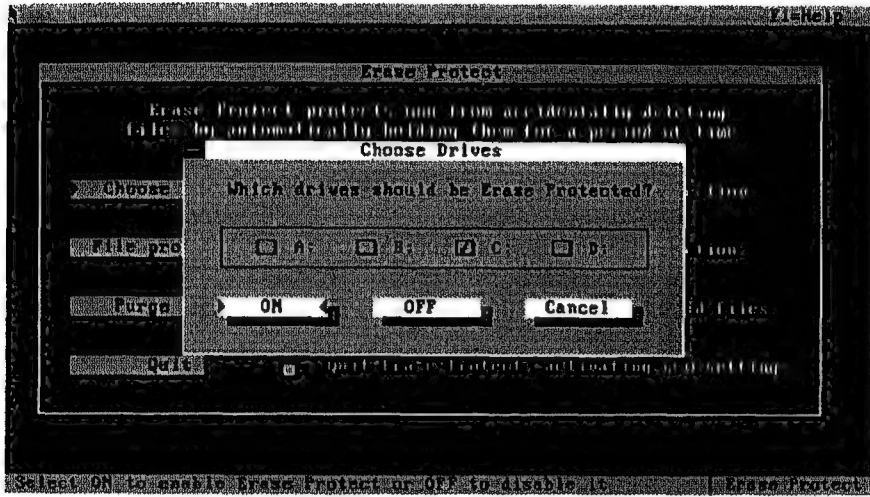 F1=Help
Erase Protect
Erase Protect protects you from accidentally deleting
files by automatically holding them for a period of time
Choose Drives
Choose
Which drives should be Erase Protected?
A: B: C: D:
File pro
Purge
d files.
ON OFF Cancel
Quit
Select ON to enable Erase Protect or OFF to disable it.
Erase Protect